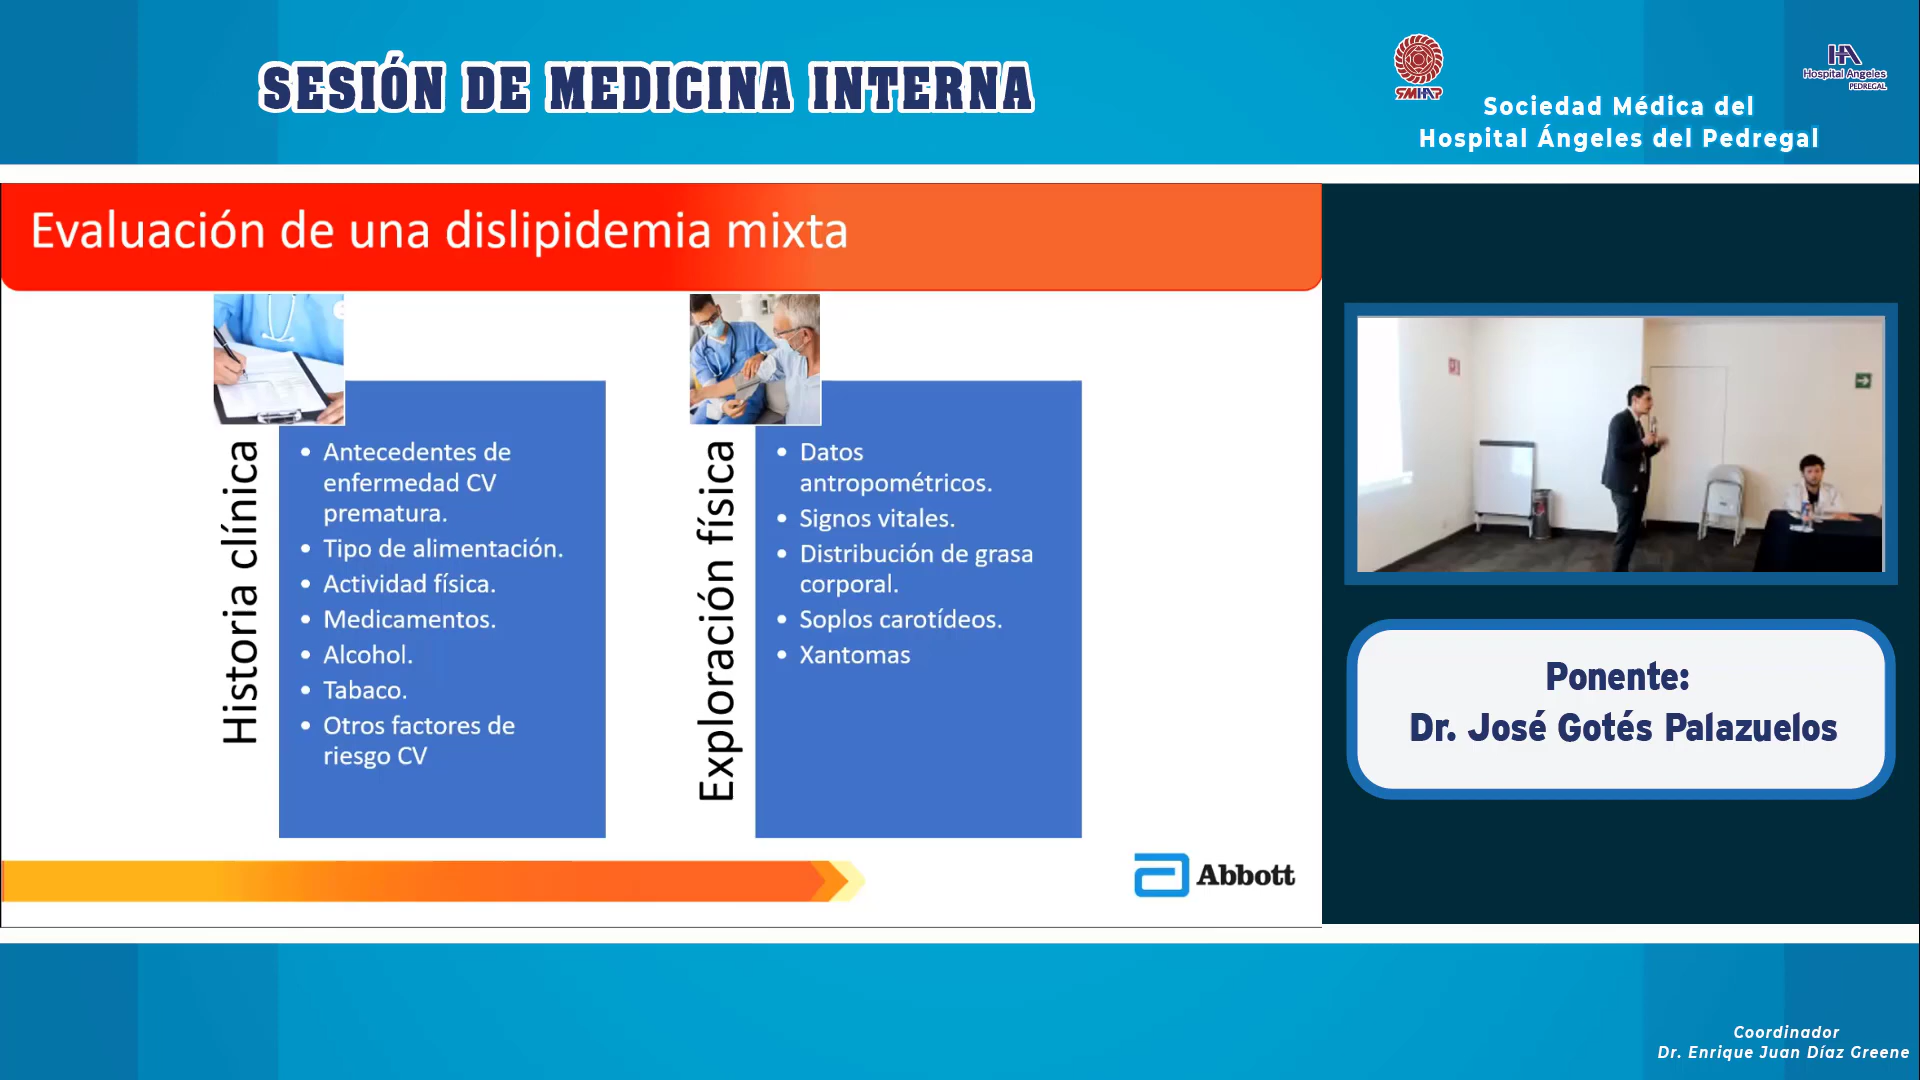 SESIÓN DE MEDICINA INTERNA
SMHAP
Hospital Angeles
PEDREGAL
Sociedad Médica del
Hospital Ángeles del Pedregal
Evaluación de una dislipidemia mixta
Historia clínica
• Antecedentes de
enfermedad CV
prematura.
• Tipo de alimentación.
• Actividad física.
• Medicamentos.
• Alcohol.
• Tabaco.
• Otros factores de
riesgo CV
Exploración física
• Datos
antropométricos.
• Signos vitales.
• Distribución de grasa
corporal.
• Soplos carotídeos.
• Xantomas
Abbott
Ponente:
Dr. José Gotés Palazuelos
Coordinador
Dr. Enrique Juan Díaz Greene